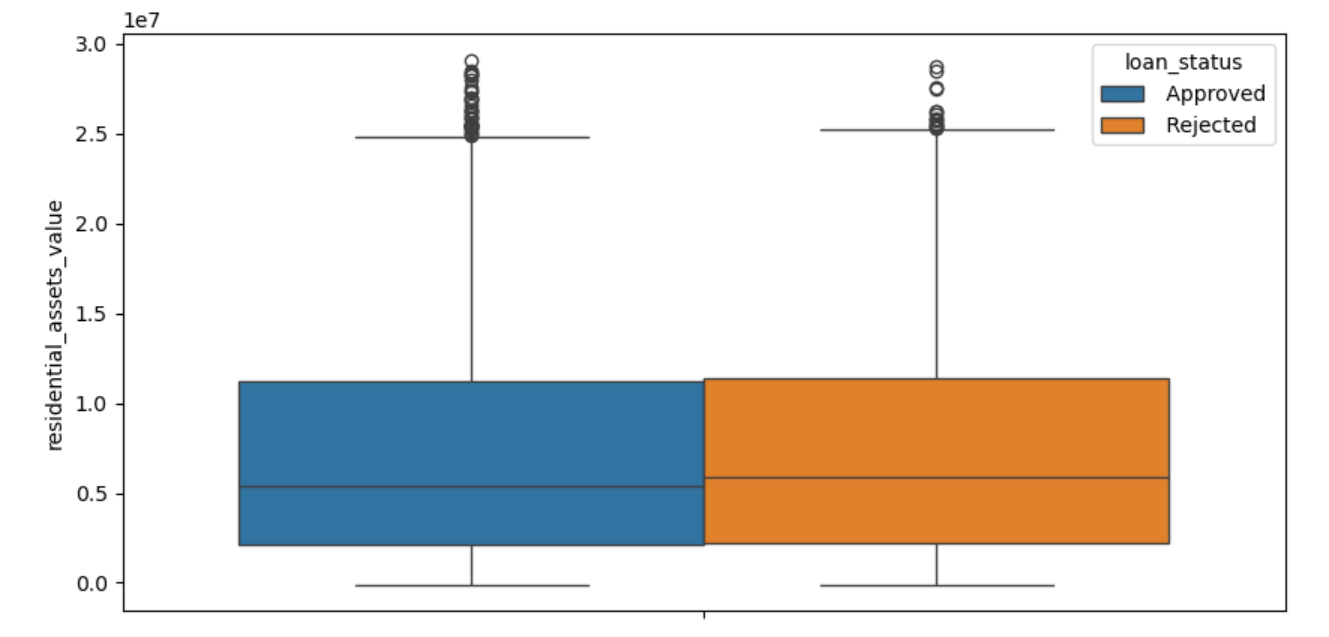 1e7
3.0
2.5
2.0
1.5
1.0
0.5
0.0
residential_assets_value
loan_status
Approved
Rejected